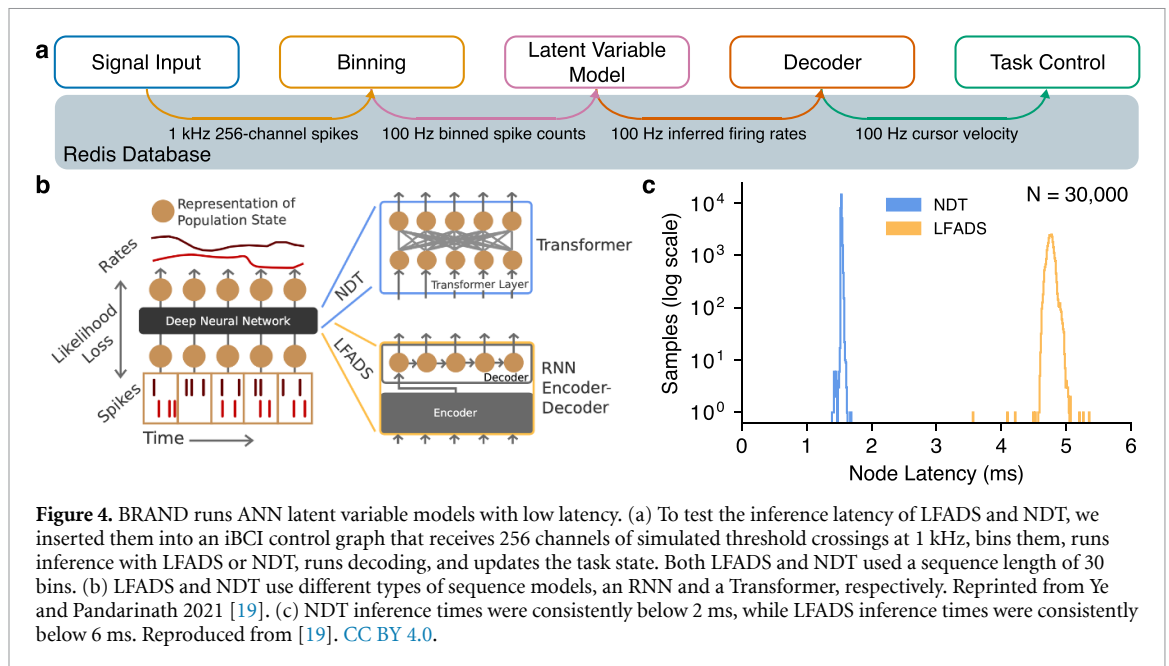 a
Signal Input
Binning
Latent Variable
Model
Decoder
Task Control
1 kHz 256-channel spikes
100 Hz binned spike counts
100 Hz inferred firing rates
100 Hz cursor velocity
Redis Database
b
Representation of
Population State
Rates
Likelihood
Loss
Deep Neural Network
Spikes
Time
NDT
LFADS
Transformer Layer
Transformer
Decoder
Encoder
RNN
Encoder-
Decoder
c
N = 30,000
NDT
LFADS
Samples (log scale)
10⁴
10³
10²
10¹
10⁰
0 1 2 3 4 5 6
Node Latency (ms)
Figure 4. BRAND runs ANN latent variable models with low latency. (a) To test the inference latency of LFADS and NDT, we
inserted them into an iBCI control graph that receives 256 channels of simulated threshold crossings at 1 kHz, bins them, runs
inference with LFADS or NDT, runs decoding, and updates the task state. Both LFADS and NDT used a sequence length of 30
bins. (b) LFADS and NDT use different types of sequence models, an RNN and a Transformer, respectively. Reprinted from Ye
and Pandarinath 2021 [19]. (c) NDT inference times were consistently below 2 ms, while LFADS inference times were consistently
below 6 ms. Reproduced from [19]. CC BY 4.0.